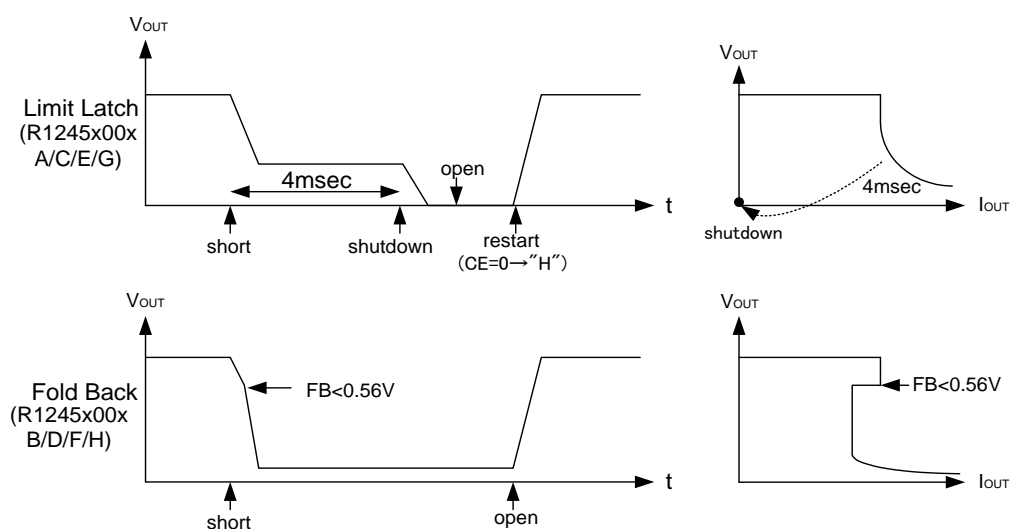 VOUT
Limit Latch
(R1245x00x
A/C/E/G)
4msec
open
t
short
shutdown
restart
(CE=0→"H")
VOUT
4msec
IOUT
shutdown
VOUT
Fold Back
(R1245x00x
B/D/F/H)
FB<0.56V
t
short
open
VOUT
FB<0.56V
IOUT